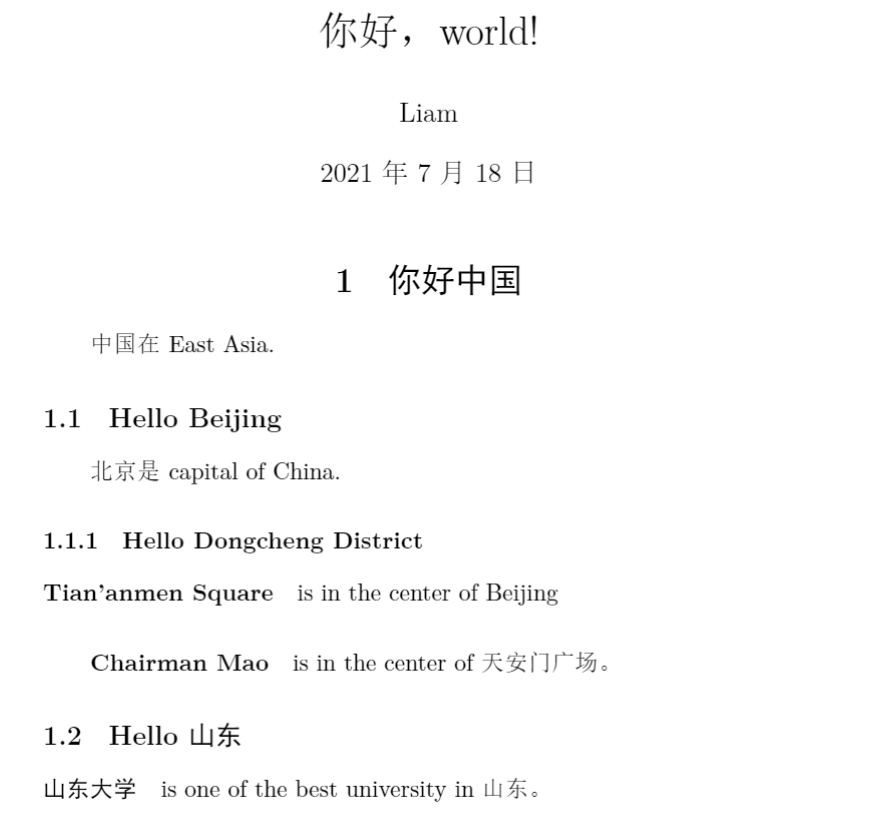 你好，world!
Liam
2021 年 7 月 18 日
1 你好中国
中国在 East Asia.
1.1 Hello Beijing
北京是 capital of China.
1.1.1 Hello Dongcheng District
Tian'anmen Square is in the center of Beijing
Chairman Mao is in the center of 天安门广场。
1.2 Hello 山东
山东大学 is one of the best university in 山东。